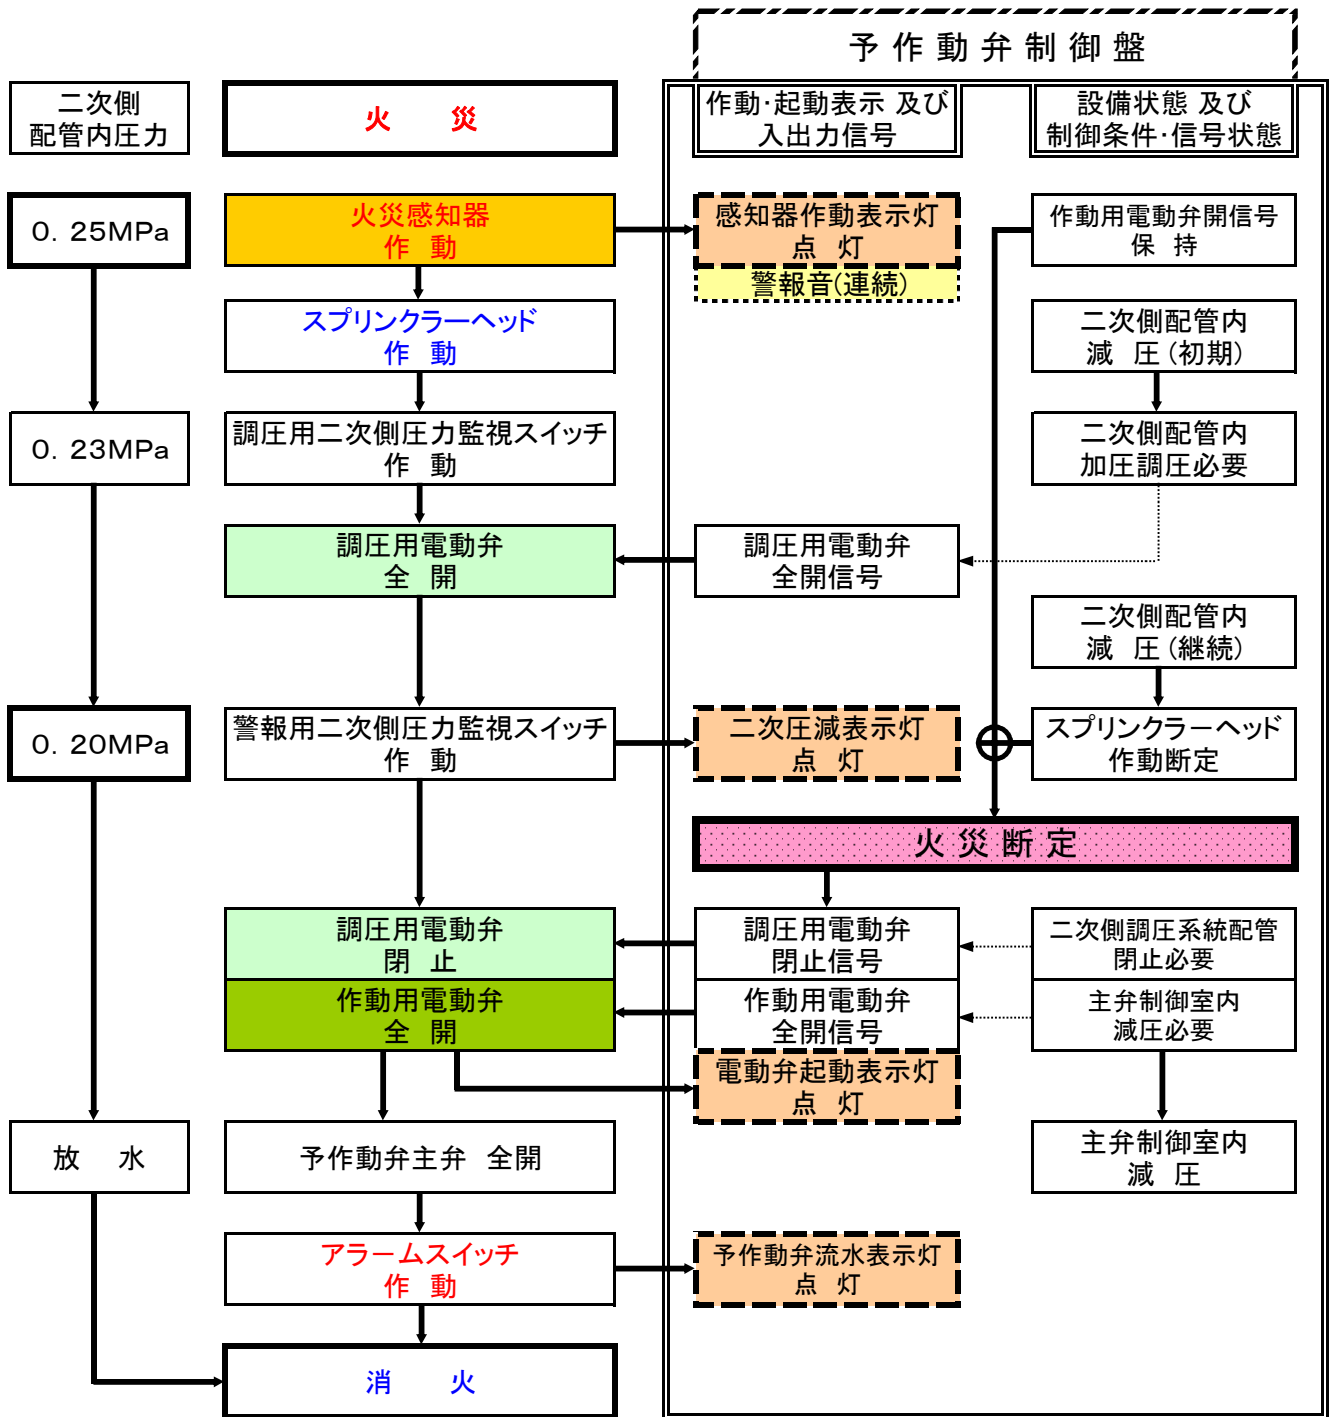 予作動弁制御盤
二次側
配管内圧力
火 災
作動・起動表示 及び
入出力信号
設備状態 及び
制御条件・信号状態
0. 25MPa
火災感知器
作 動
感知器作動表示灯
点 灯
警報音(連続)
作動用電動弁開信号
保 持
スプリンクラーヘッド
作 動
二次側配管内
減 圧(初期)
0. 23MPa
調圧用二次側圧力監視スイッチ
作 動
二次側配管内
加圧調圧必要
調圧用電動弁
全 開
調圧用電動弁
全開信号
二次側配管内
減 圧(継続)
0. 20MPa
警報用二次側圧力監視スイッチ
作 動
二次圧減表示灯
点 灯
スプリンクラーヘッド
作動断定
火災断定
調圧用電動弁
閉 止
調圧用電動弁
閉止信号
二次側調圧系統配管
閉止必要
作動用電動弁
全 開
作動用電動弁
全開信号
主弁制御室内
減圧必要
電動弁起動表示灯
点 灯
放 水
予作動弁主弁 全開
主弁制御室内
減 圧
アラームスイッチ
作 動
予作動弁流水表示灯
点 灯
消 火